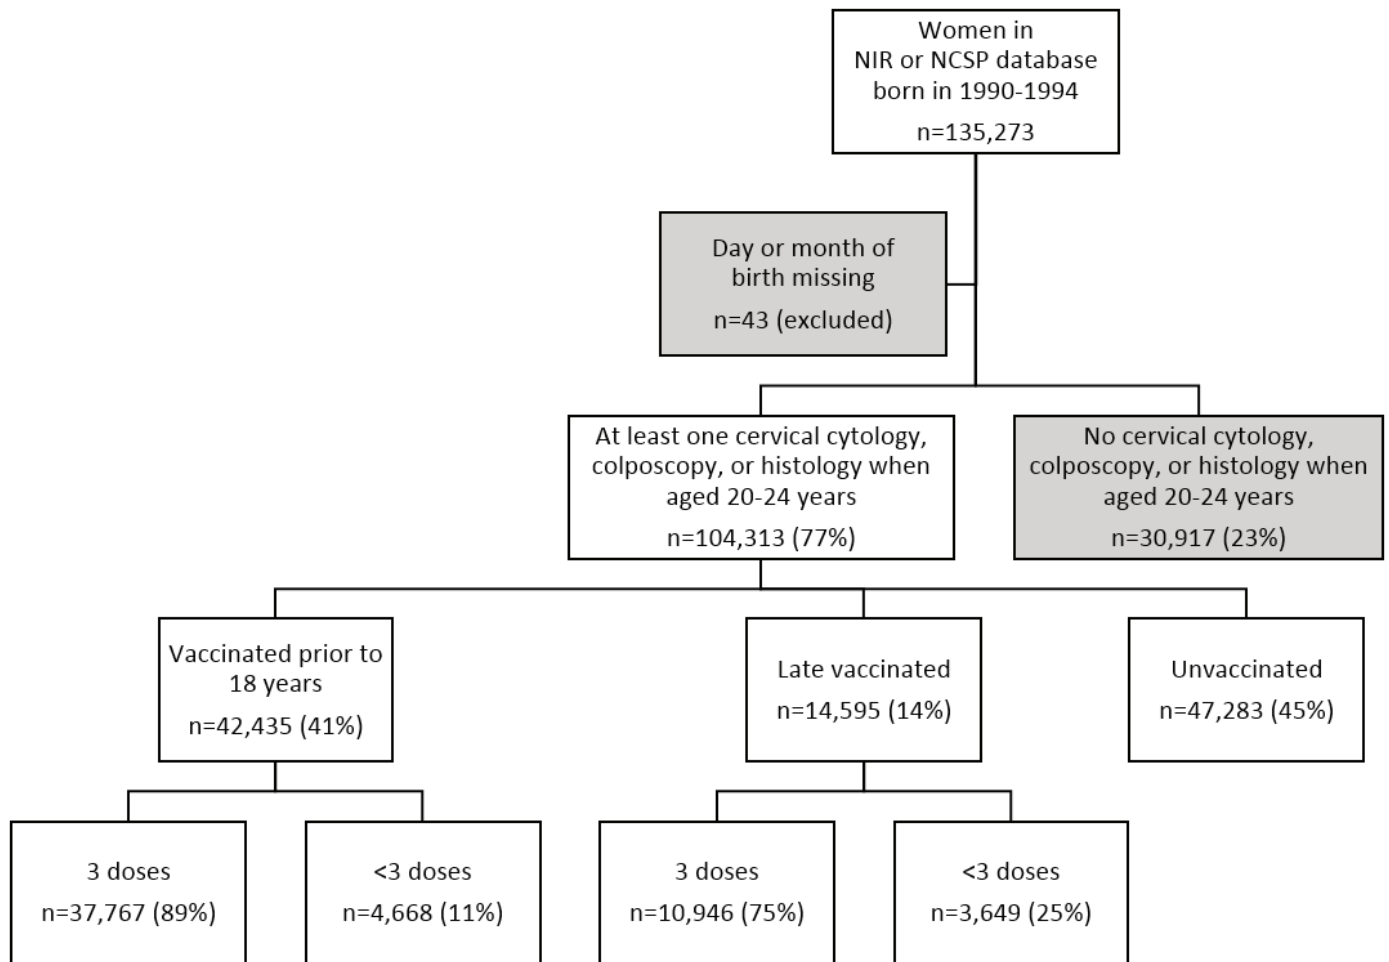 Women in
NIR or NCSP database
born in 1990-1994
n=135,273
Day or month of
birth missing
n=43 (excluded)
At least one cervical cytology,
colposcopy, or histology when
aged 20-24 years
n=104,313 (77%)
No cervical cytology,
colposcopy, or histology when
aged 20-24 years
n=30,917 (23%)
Vaccinated prior to
18 years
n=42,435 (41%)
Late vaccinated
n=14,595 (14%)
Unvaccinated
n=47,283 (45%)
3 doses
n=37,767 (89%)
<3 doses
n=4,668 (11%)
3 doses
n=10,946 (75%)
<3 doses
n=3,649 (25%)